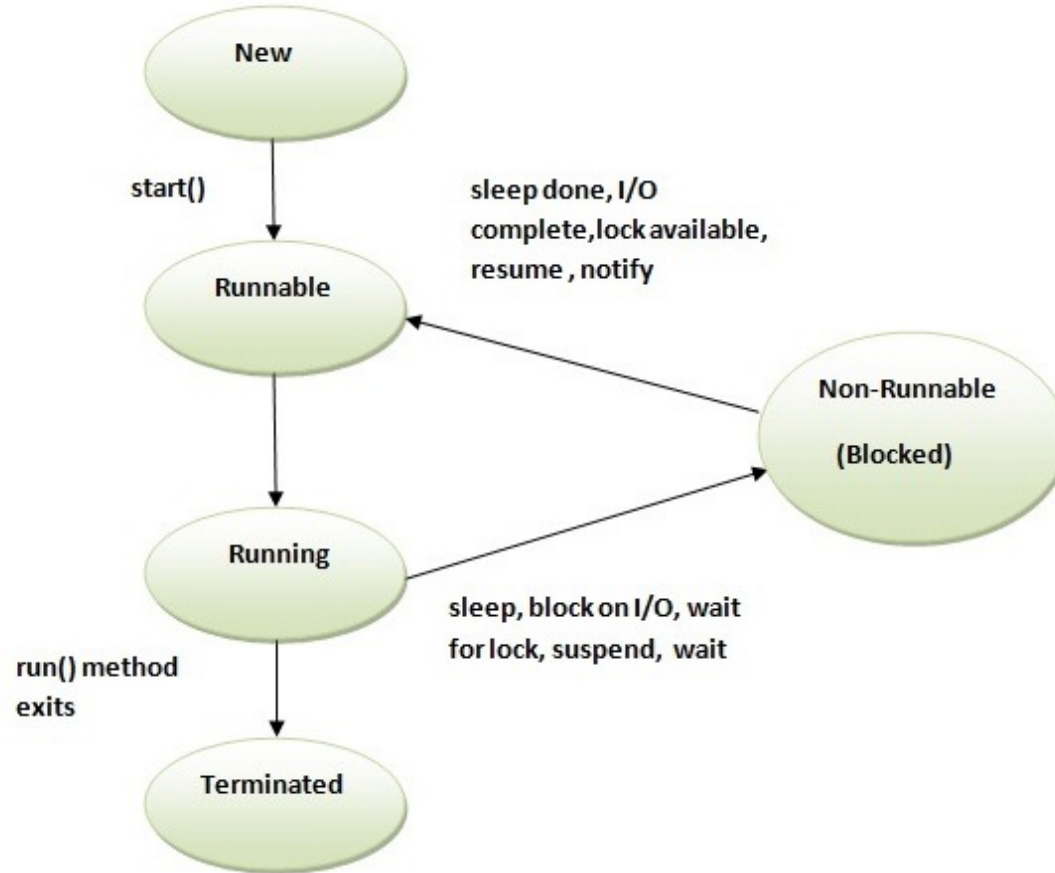 New
start()
sleep done, I/O
complete,lock available,
resume , notify
Runnable
Non-Runnable
(Blocked)
Running
sleep, block on I/O, wait
for lock, suspend, wait
run() method
exits
Terminated